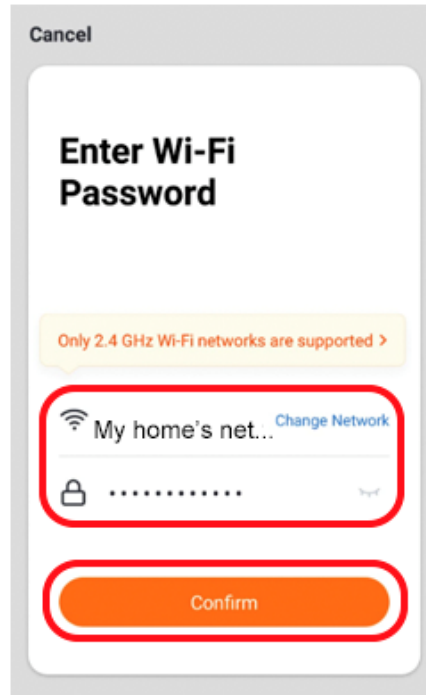 Cancel
Enter Wi-Fi
Password
Only 2.4 GHz Wi-Fi networks are supported >
My home's net... Change Network
••••••••••••
Confirm